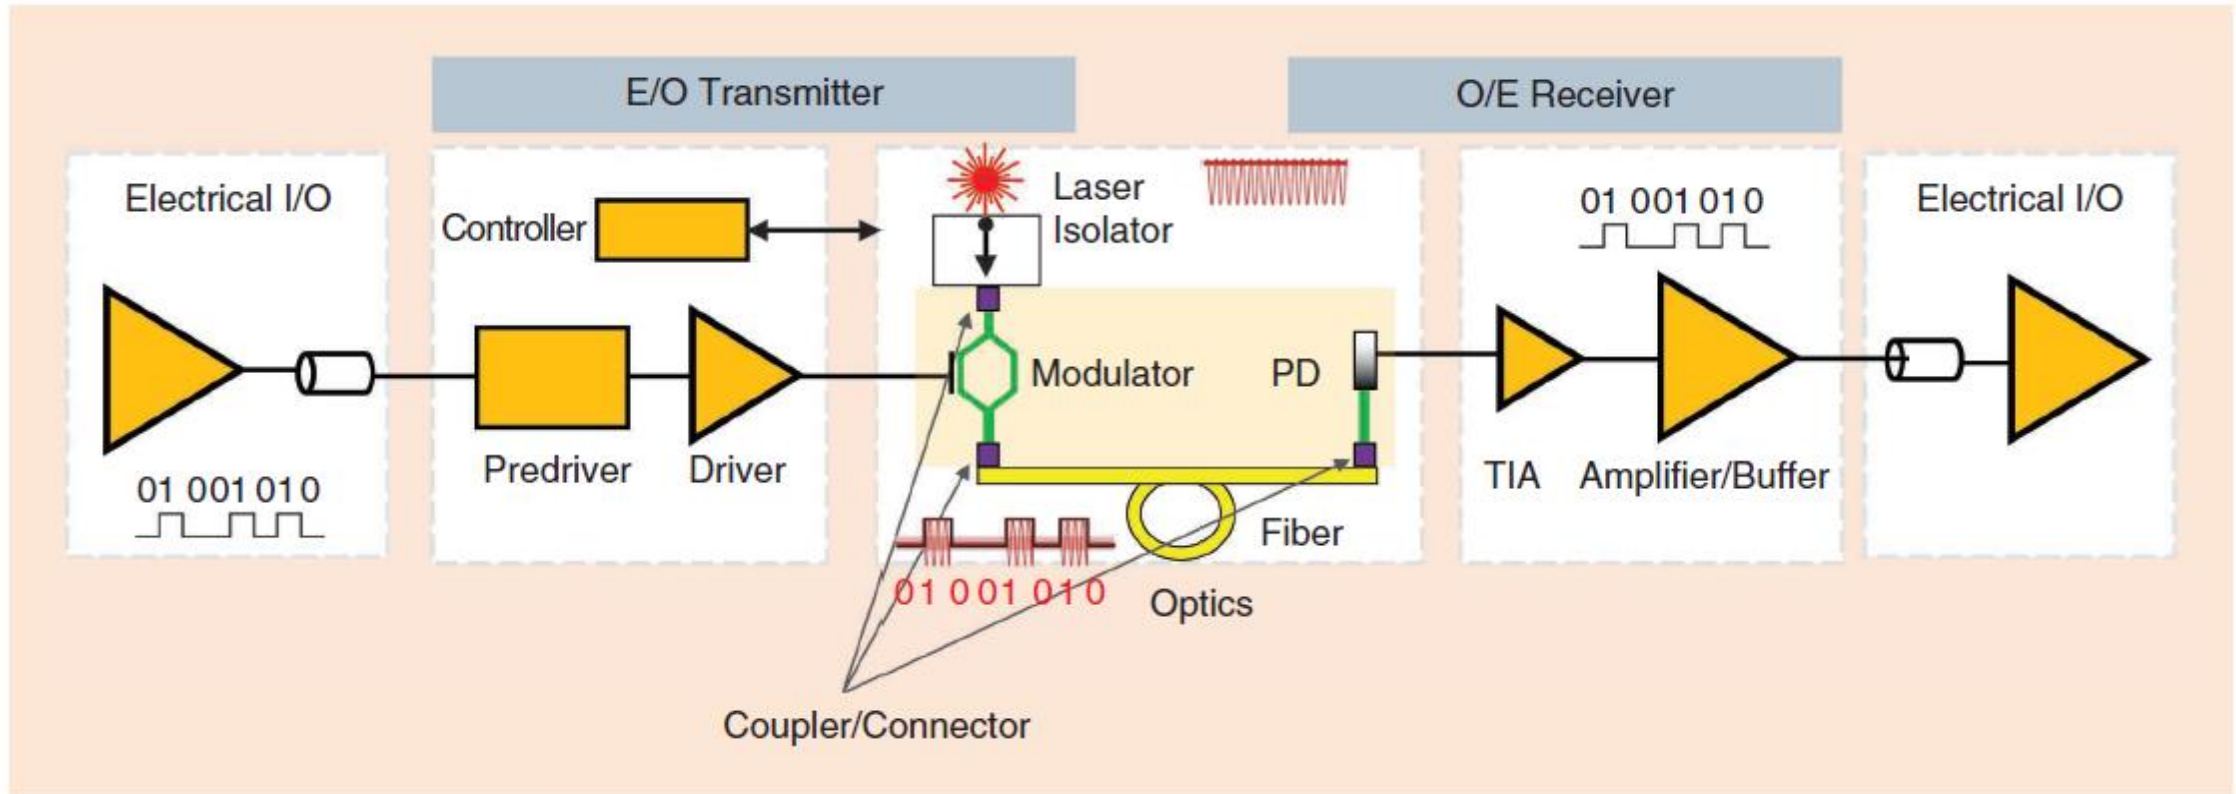 E/O Transmitter
O/E Receiver
Electrical I/O
01 001 010
Controller
Predriver
Driver
Laser
Isolator
Modulator
PD
Fiber
01 001 010
Optics
Coupler/Connector
01 001 010
TIA
Amplifier/Buffer
Electrical I/O